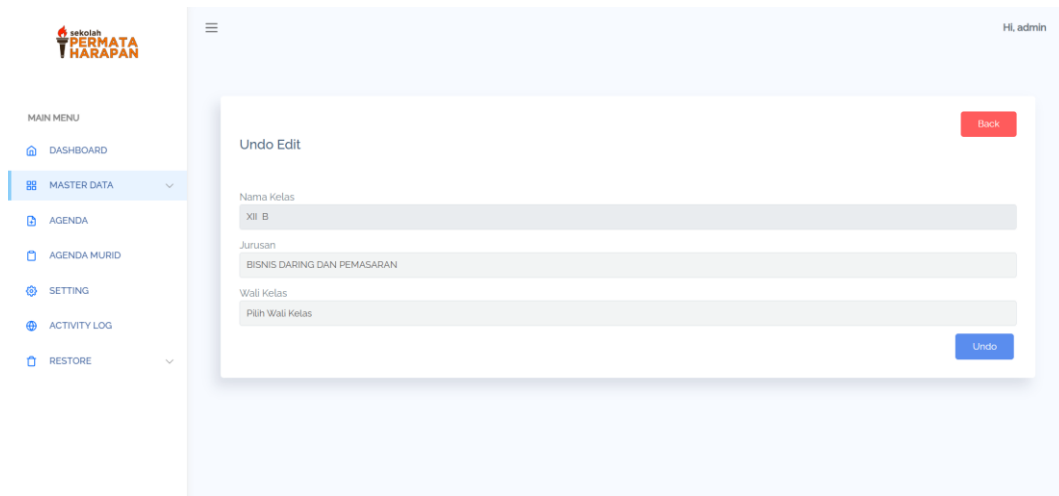 sekolah
PERMATA
HARAPAN
Hi, admin
MAIN MENU
DASHBOARD
MASTER DATA
AGENDA
AGENDA MURID
SETTING
ACTIVITY LOG
RESTORE
Back
Undo Edit
Nama Kelas
XII B
Jurusan
BISNIS DARING DAN PEMASARAN
Wali Kelas
Pilih Wali Kelas
Undo